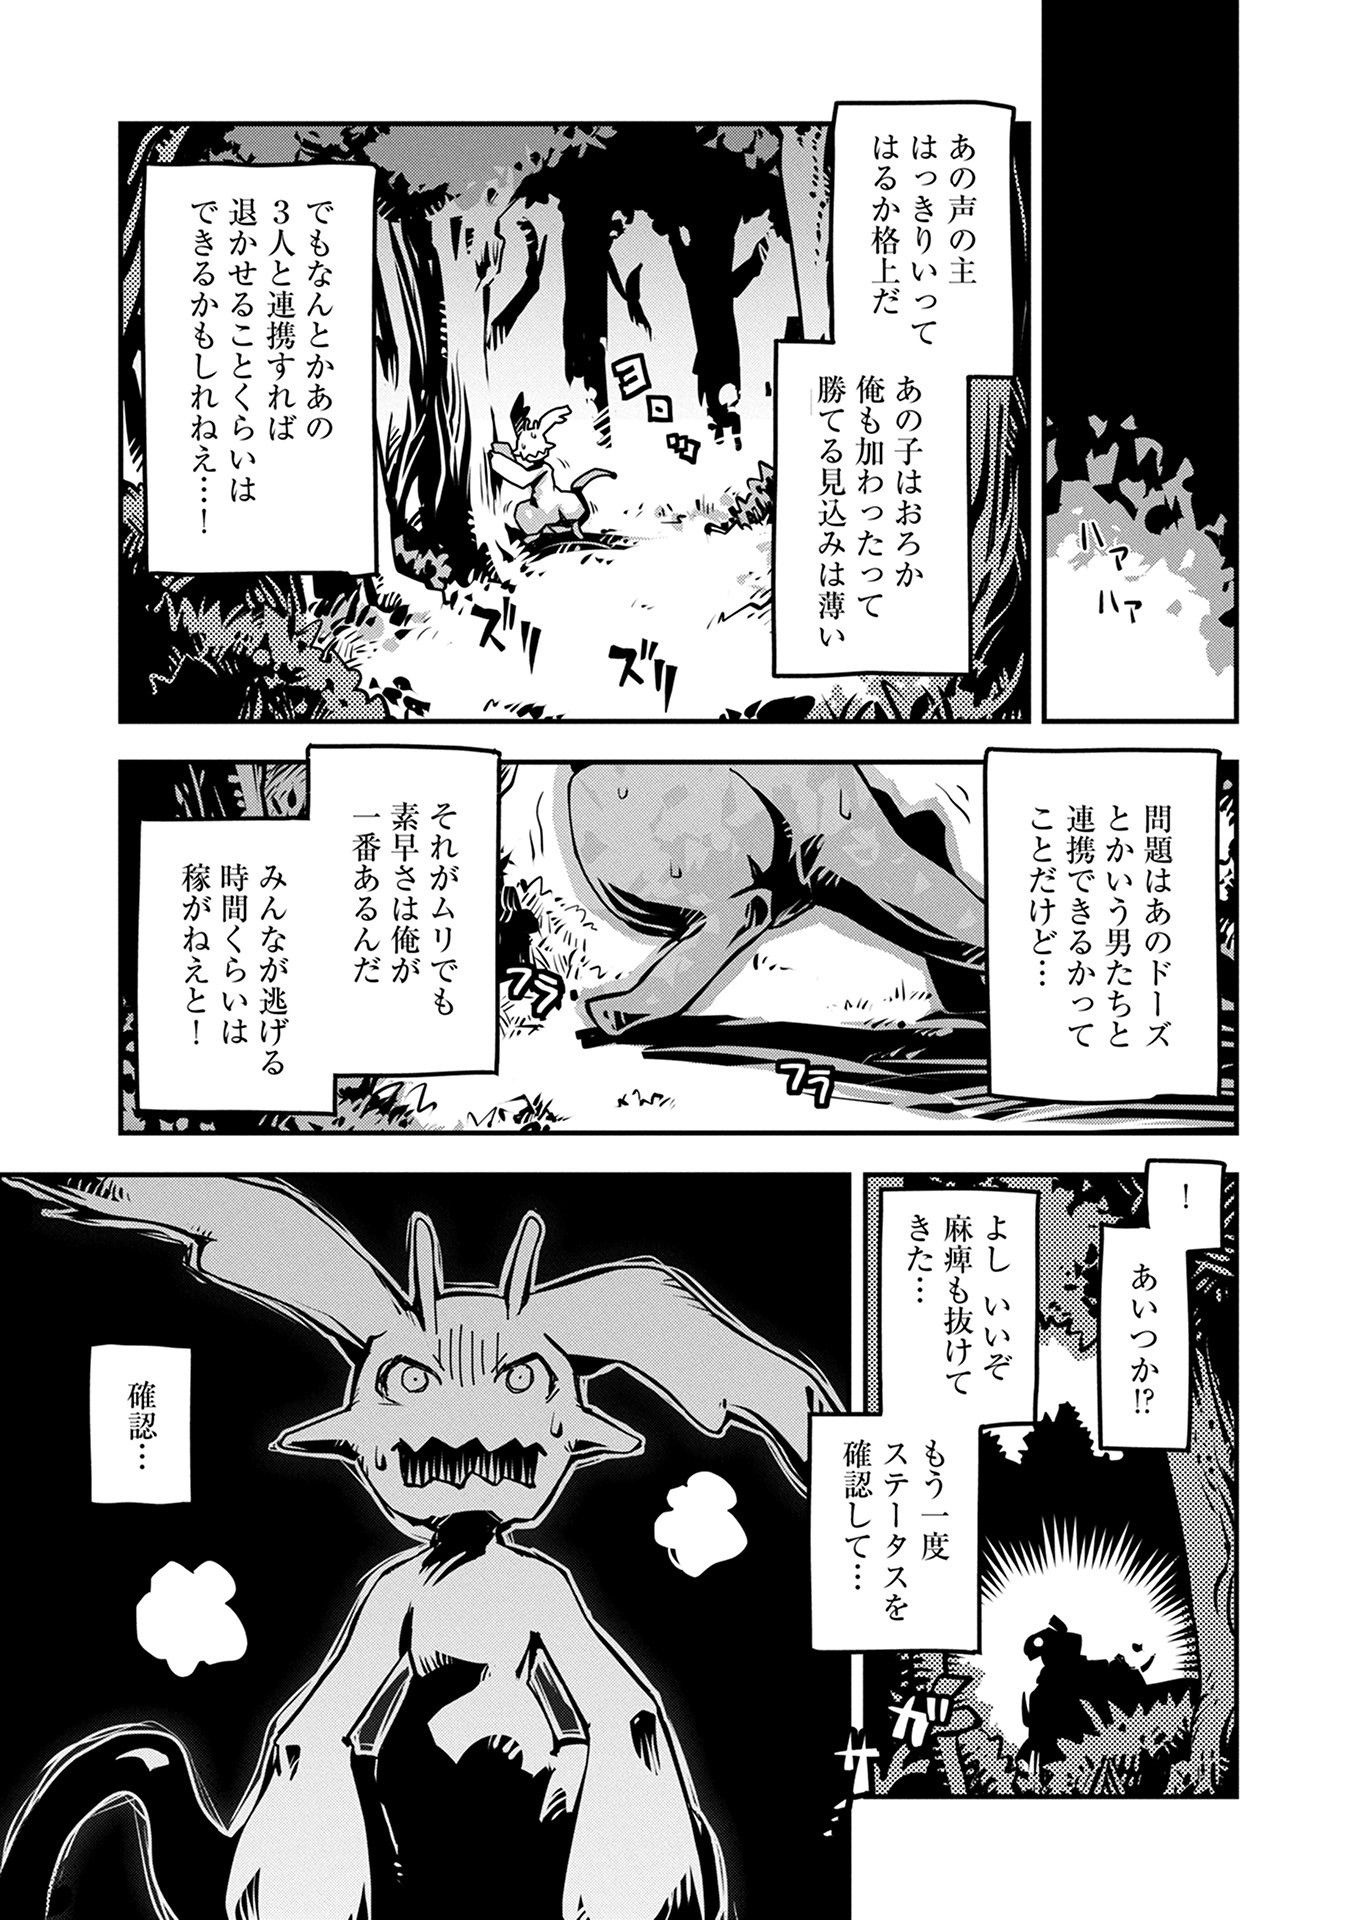 ハァ
ハァ
あの声の主
はっきりいって
はるか格上だ
あの子はおろか
俺も加わったって
勝てる見込みは薄い
ヨロッ
でもなんとかあの
3人と連携すれば
退かせることくらいは
できるかもしれねえ…！
ズリ
ズリ
問題はあのドーズ
とかいう男たちと
連携できるかって
ことだけど…
フラ
フラ
それがムリでも
素早さは俺が
一番あるんだ
みんなが逃げる
時間くらいは
稼がねえと！
！
あいつか!?
よし いいぞ
麻痺も抜けて
きた…
もう一度
ステータスを
確認して…
ガサ
確認…